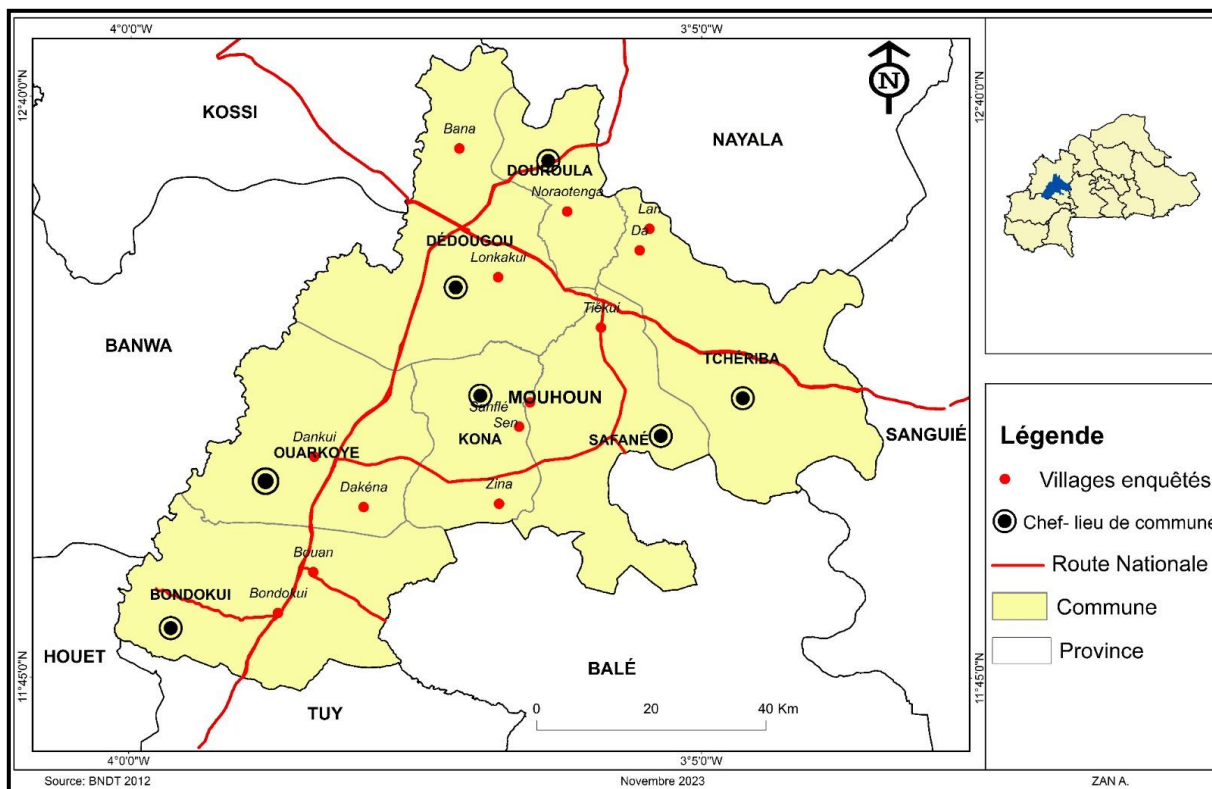 4°0'0"W
3°5'0"W
12°40'0"N
12°40'0"N
N
KOSSI
NAYALA
Bana
DOUROULA
Noraotenga
Lan
Da
DÉDOUGOU
Lonkakui
Tiékui
BANWA
TCHÉRIBA
MOUHOUN
Sanflé
Sen
KONA
SAFANÉ
SANGUIÉ
Dankui
OUARKOYE
Dakéna
Zina
Bouan
BONDOKUI
Bondokui
HOUET
BALÉ
TUY
0
20
40 Km
11°45'0"N
11°45'0"N
4°0'0"W
3°5'0"W
Légende
Villages enquêtés
Chef- lieu de commune
Route Nationale
Commune
Province
Source: BNDT 2012
Novembre 2023
ZAN A.